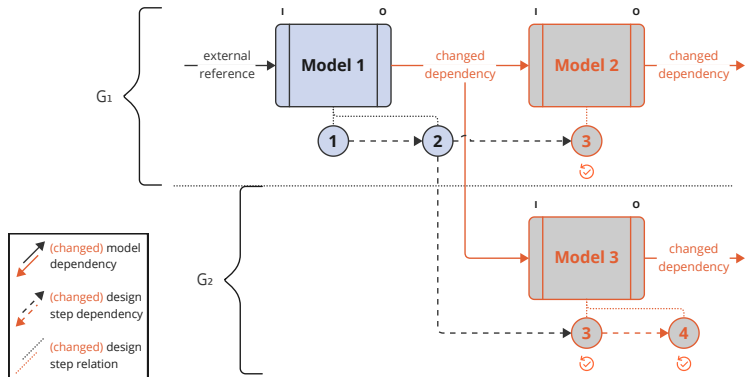 I
O
I
O
external
reference
Model 1
changed
dependency
Model 2
changed
dependency
G₁
1
2
3
I
O
G₂
Model 3
changed
dependency
3
4
(changed) model
dependency
(changed) design
step dependency
(changed) design
step relation